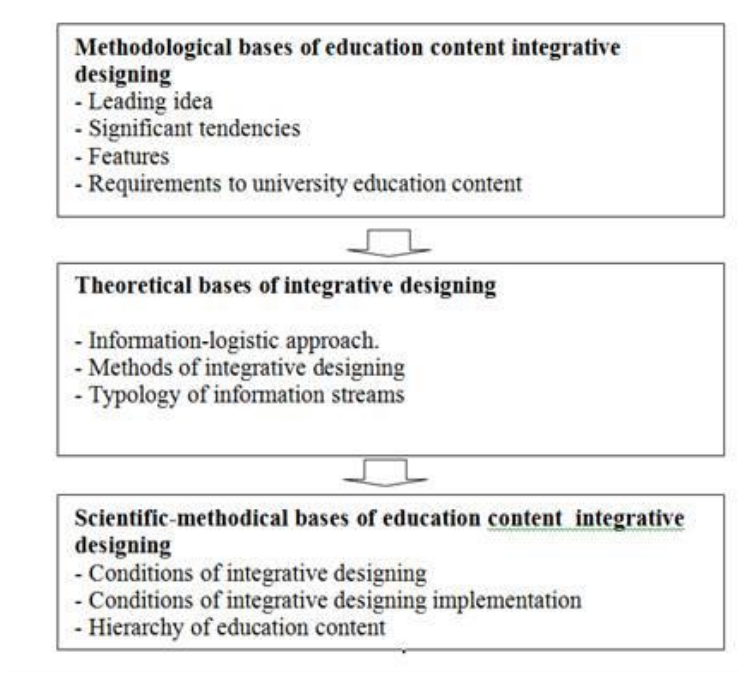 Methodological bases of education content integrative
designing
- Leading idea
- Significant tendencies
- Features
- Requirements to university education content
Theoretical bases of integrative designing
- Information-logistic approach.
- Methods of integrative designing
- Typology of information streams
Scientific-methodical bases of education content integrative
designing
- Conditions of integrative designing
- Conditions of integrative designing implementation
- Hierarchy of education content